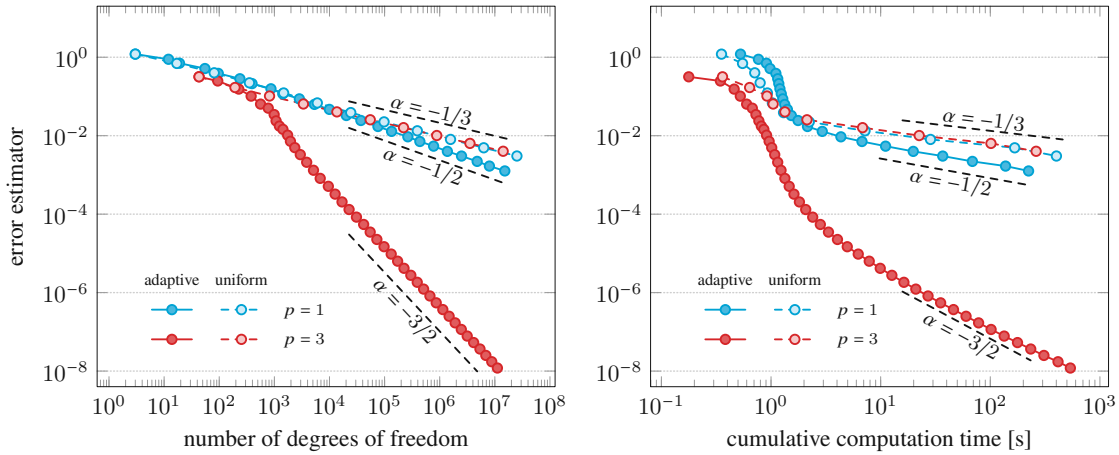 error estimator
10^0
10^−2
10^−4
10^−6
10^−8
α = −1/3
α = −1/2
α = −3/2
adaptive uniform
p = 1
p = 3
10^0 10^1 10^2 10^3 10^4 10^5 10^6 10^7 10^8
number of degrees of freedom
10^0
10^−2
10^−4
10^−6
10^−8
α = −1/3
α = −1/2
α = −3/2
adaptive uniform
p = 1
p = 3
10^−1 10^0 10^1 10^2 10^3
cumulative computation time [s]